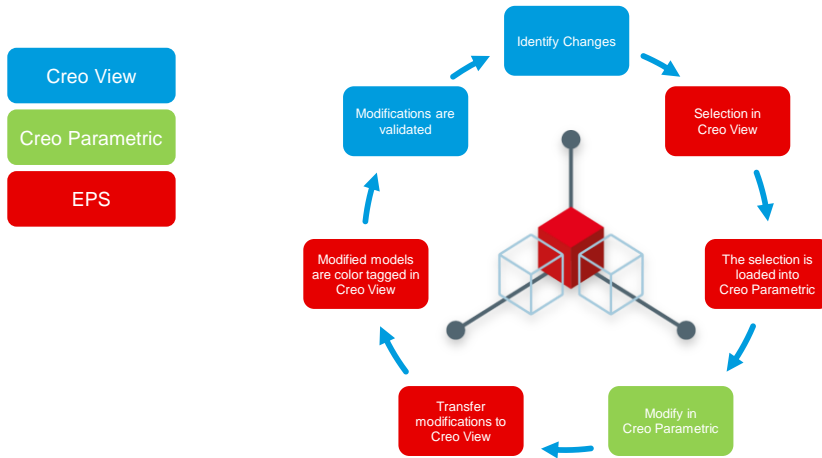 Creo View
Creo Parametric
EPS
Identify Changes
Selection in
Creo View
The selection is
loaded into
Creo Parametric
Modify in
Creo Parametric
Transfer
modifications to
Creo View
Modified models
are color tagged in
Creo View
Modifications are
validated